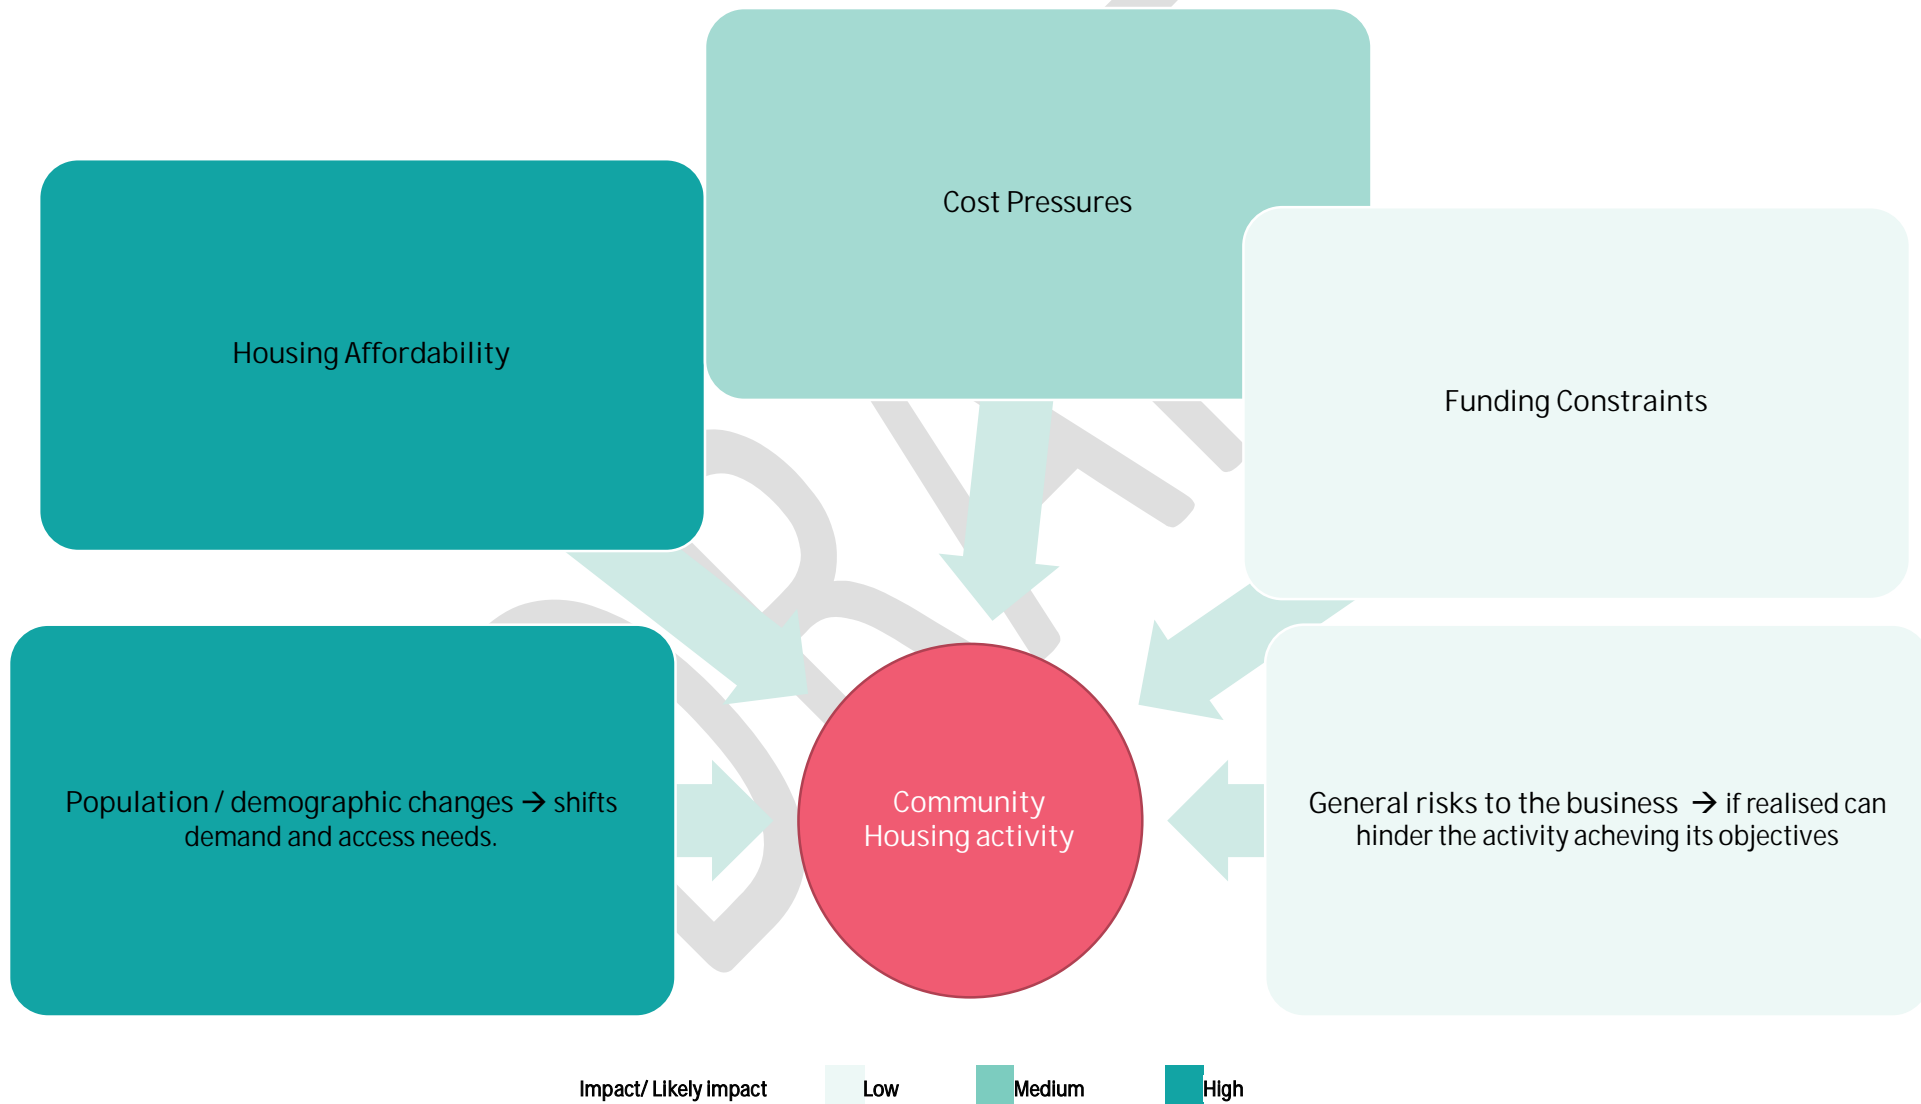 Cost Pressures
Housing Affordability
Funding Constraints
Population / demographic changes → shifts
demand and access needs.
Community
Housing activity
General risks to the business → if realised can
hinder the activity acheving its objectives
Impact/ Likely impact
Low
Medium
High